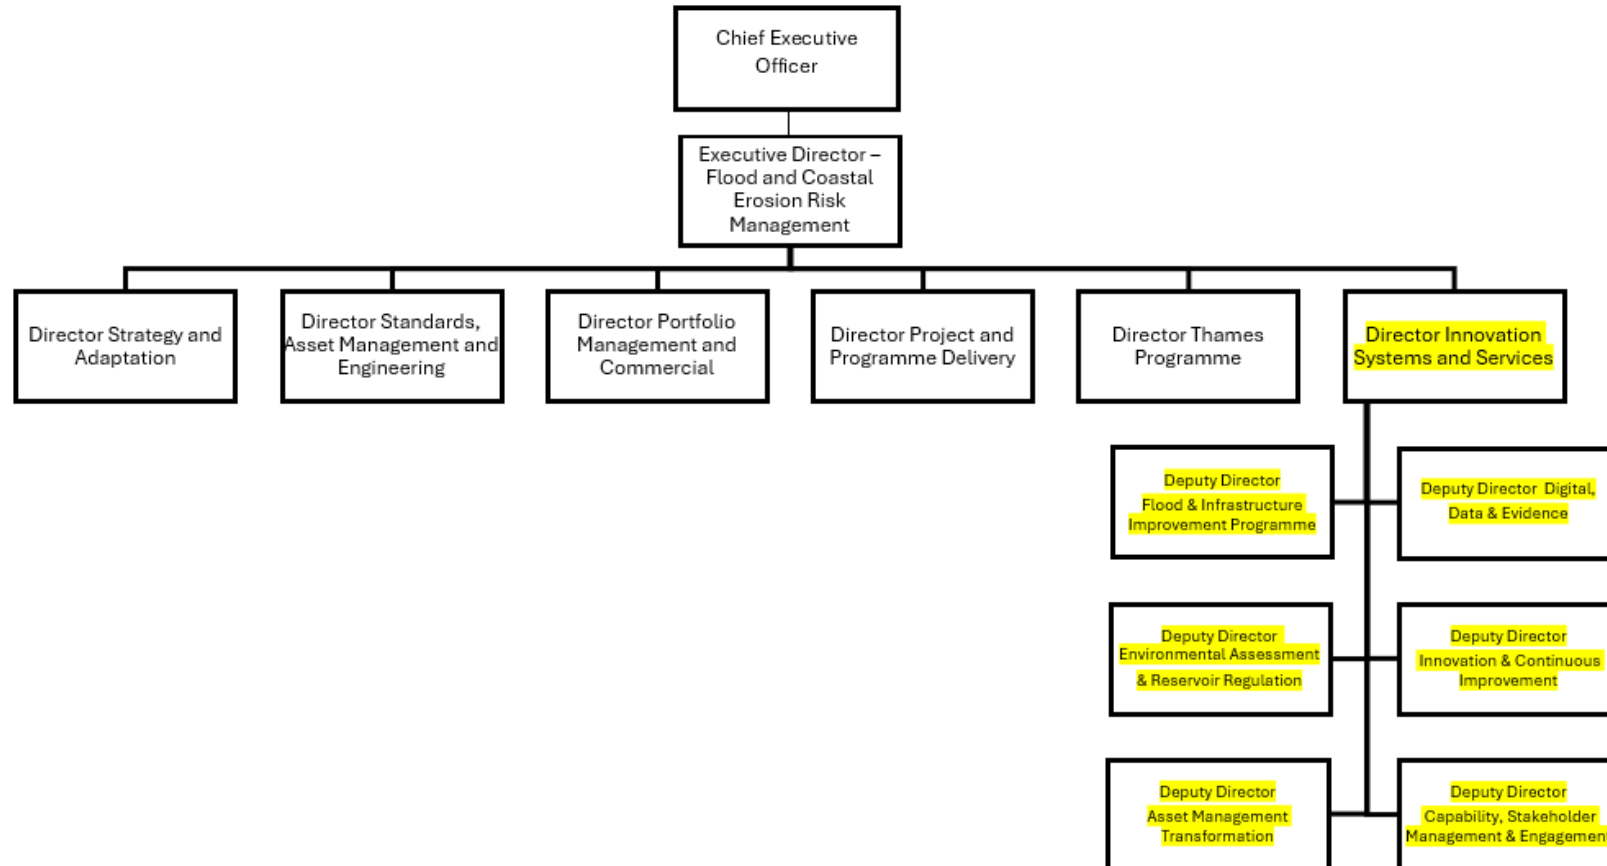 Chief Executive
Officer
Executive Director –
Flood and Coastal
Erosion Risk
Management
Director Strategy and
Adaptation
Director Standards,
Asset Management and
Engineering
Director Portfolio
Management and
Commercial
Director Project and
Programme Delivery
Director Thames
Programme
Director Innovation
Systems and Services
Deputy Director
Flood & Infrastructure
Improvement Programme
Deputy Director Digital,
Data & Evidence
Deputy Director
Environmental Assessment
& Reservoir Regulation
Deputy Director
Innovation & Continuous
Improvement
Deputy Director
Asset Management
Transformation
Deputy Director
Capability, Stakeholder
Management & Engagement